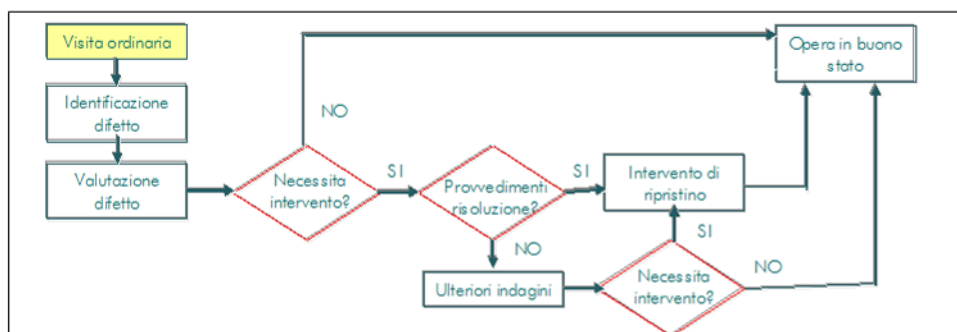 Visita ordinaria
Opera in buono
stato
Identificazione
difetto
NO
Valutazione
difetto
Necessita
intervento?
SI
Provvedimenti
risoluzione?
SI
Intervento di
ripristino
NO
SI
Ulteriori indagini
Necessita
intervento?
NO